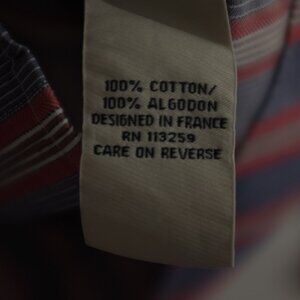 100% COTTON/
100% ALGODON
DESIGNED IN FRANCE
RN 113259
CARE ON REVERSE